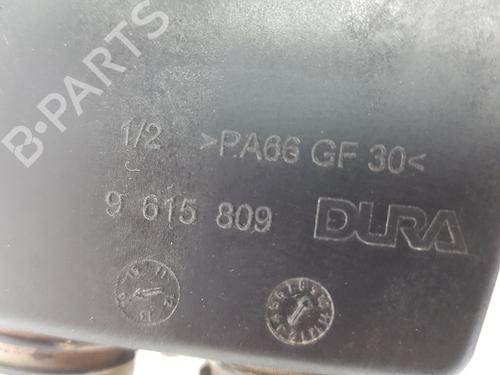 B-PARTS
1/2 >PA66 GF 30<
9 615 809 DURA